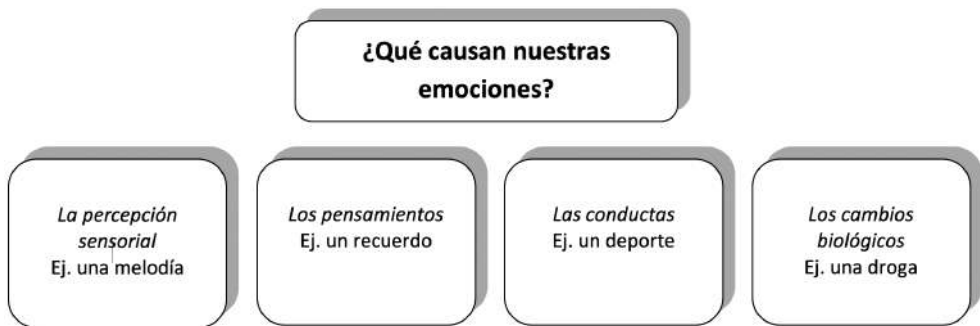 ¿Qué causan nuestras
emociones?
La percepción
sensorial
Ej. una melodía
Los pensamientos
Ej. un recuerdo
Las conductas
Ej. un deporte
Los cambios
biológicos
Ej. una droga